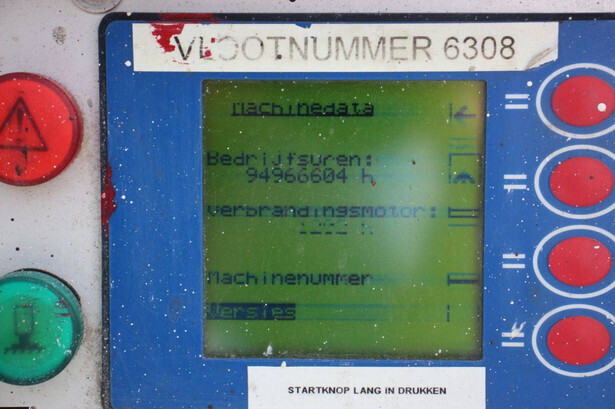 VLOOTNUMMER 6308
Machinedata
Bedrijfsuren:
94966604 h
Verbrandingsmotor:
h
Machinenummer
Versies
STARTKNOP LANG IN DRUKKEN